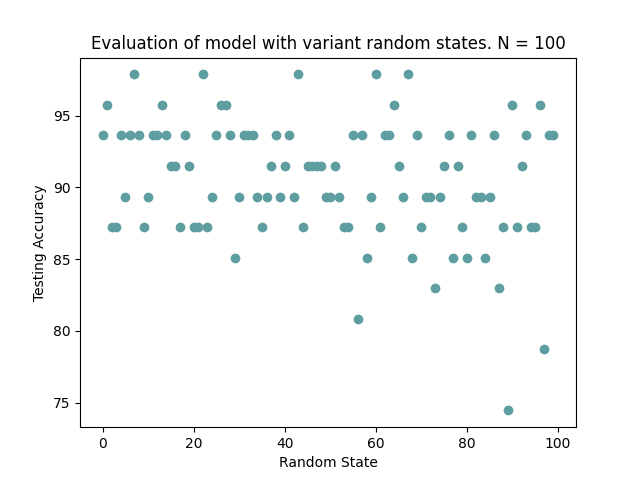 Evaluation of model with variant random states. N = 100
Testing Accuracy
95
90
85
80
75
0 20 40 60 80 100
Random State